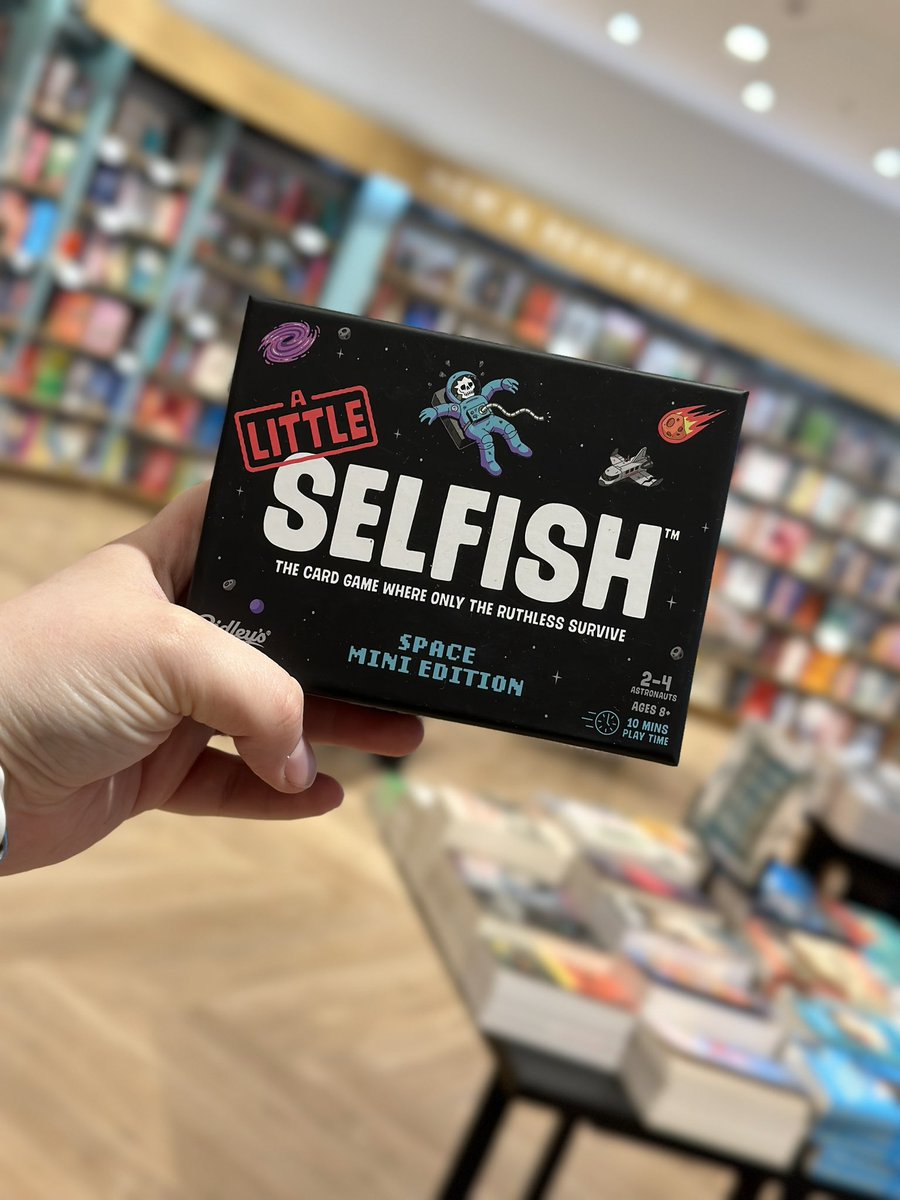 A
LITTLE
SELFISH™
THE CARD GAME WHERE ONLY THE RUTHLESS SURVIVE
Ridley's®
SPACE
MINI EDITION
2–4
ASTRONAUTS
AGES 8+
10 MINS
PLAY TIME